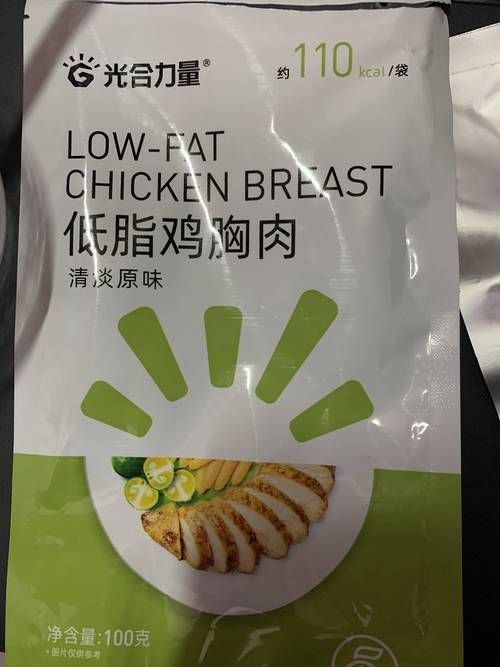 光合力量®
约110kcal/袋
LOW-FAT
CHICKEN BREAST
低脂鸡胸肉
清淡原味
净含量:100克
•图片仅供参考